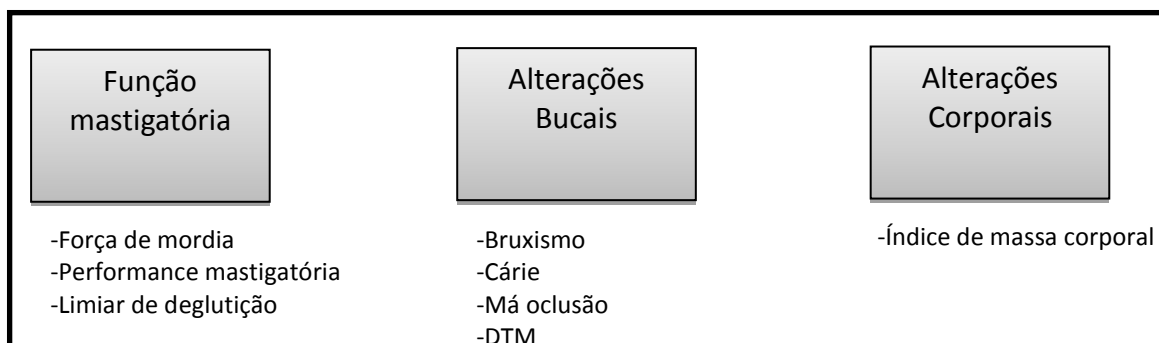 Função
mastigatória
-Força de mordia
-Performance mastigatória
-Limiar de deglutição
Alterações
Bucais
-Bruxismo
-Cárie
-Má oclusão
-DTM
Alterações
Corporais
-Índice de massa corporal